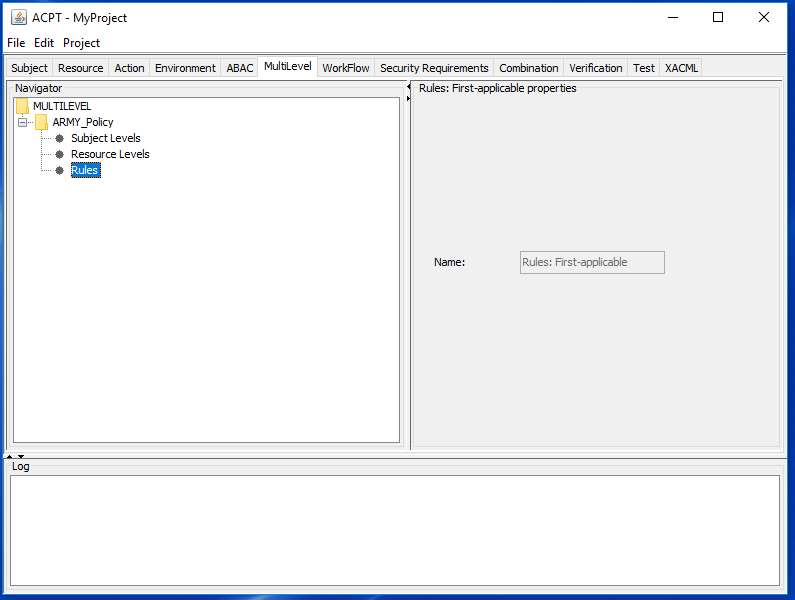 ACPT - MyProject
File Edit Project
Subject Resource Action Environment ABAC MultiLevel WorkFlow Security Requirements Combination Verification Test XACML
Navigator
MULTILEVEL
ARMY_Policy
Subject Levels
Resource Levels
Rules
Rules: First-applicable properties
Name: Rules: First-applicable
Log